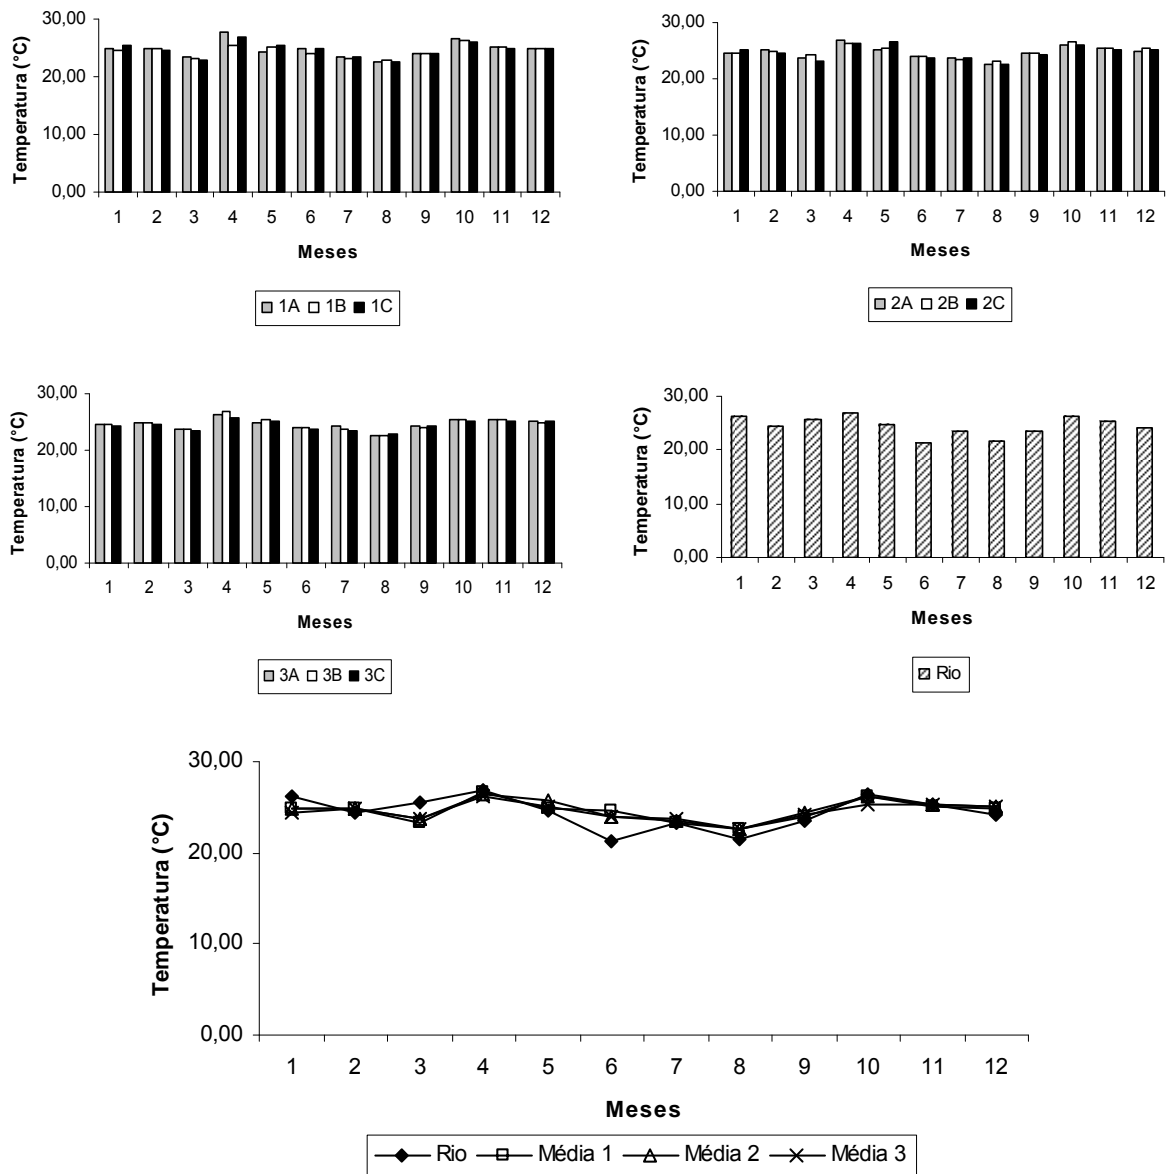 30,00
20,00
10,00
0,00
Temperatura (°C)
1 2 3 4 5 6 7 8 9 10 11 12
Meses
1A 1B 1C
30,00
20,00
10,00
0,00
Temperatura (°C)
1 2 3 4 5 6 7 8 9 10 11 12
Meses
2A 2B 2C
30,00
20,00
10,00
0,00
Temperatura (°C)
1 2 3 4 5 6 7 8 9 10 11 12
Meses
3A 3B 3C
30,00
20,00
10,00
0,00
Temperatura (°C)
1 2 3 4 5 6 7 8 9 10 11 12
Meses
Rio
30,00
20,00
10,00
0,00
Temperatura (°C)
1 2 3 4 5 6 7 8 9 10 11 12
Meses
Rio Média 1 Média 2 Média 3